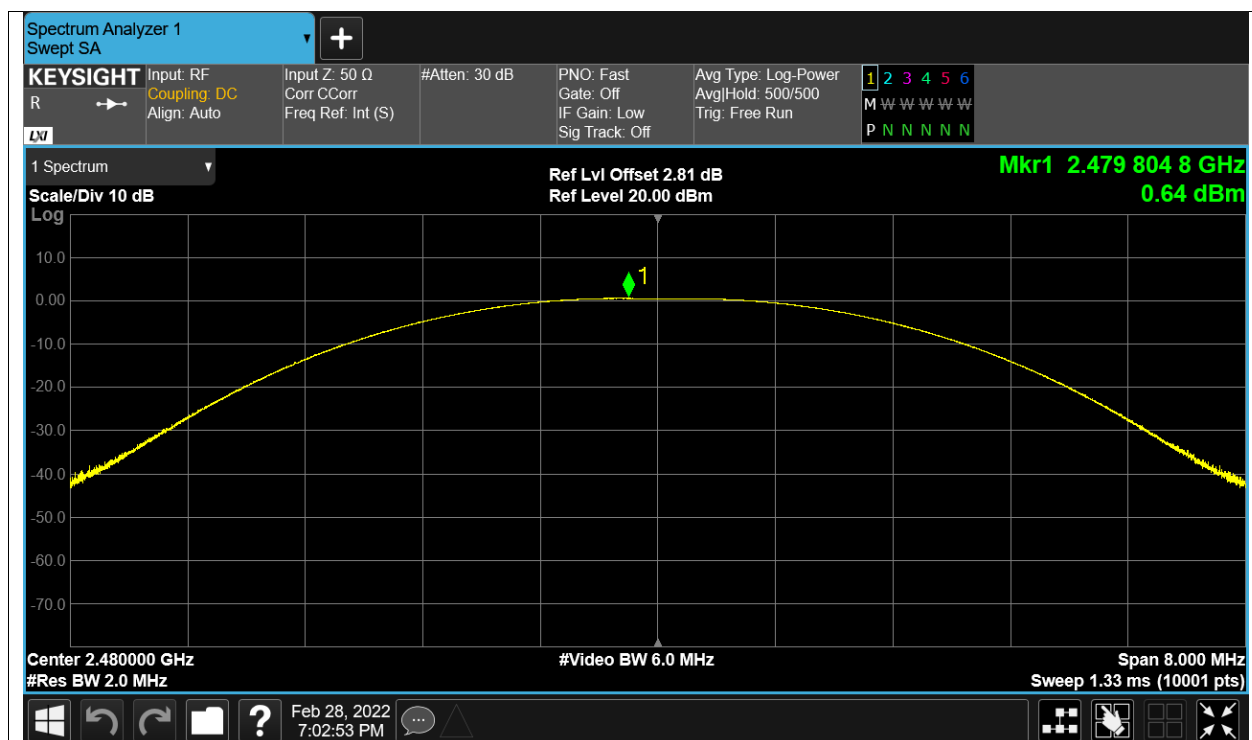 Spectrum Analyzer 1
Swept SA
KEYSIGHT
R
LXI
Input: RF
Coupling: DC
Align: Auto
Input Z: 50 Ω
Corr CCorr
Freq Ref: Int (S)
#Atten: 30 dB
PNO: Fast
Gate: Off
IF Gain: Low
Sig Track: Off
Avg Type: Log-Power
Avg|Hold: 500/500
Trig: Free Run
1 2 3 4 5 6
M W W W W W
P N N N N N
1 Spectrum
Scale/Div 10 dB
Log
Ref Lvl Offset 2.81 dB
Ref Level 20.00 dBm
Mkr1 2.479 804 8 GHz
0.64 dBm
1
10.0
0.00
-10.0
-20.0
-30.0
-40.0
-50.0
-60.0
-70.0
Center 2.480000 GHz
#Res BW 2.0 MHz
#Video BW 6.0 MHz
Span 8.000 MHz
Sweep 1.33 ms (10001 pts)
?
Feb 28, 2022
7:02:53 PM